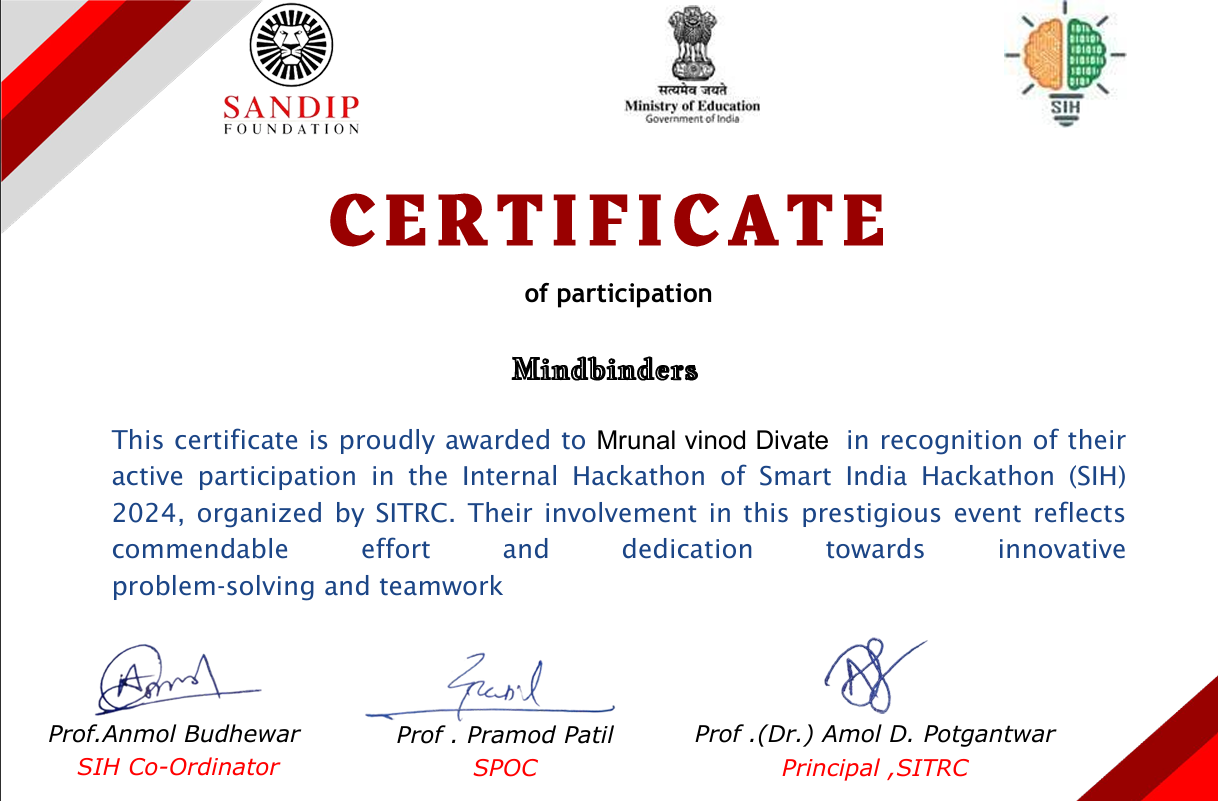 SANDIP
FOUNDATION
सत्यमेव जयते
Ministry of Education
Government of India
SIH
CERTIFICATE
of participation
Mindbinders
This certificate is proudly awarded to Mrunal vinod Divate in recognition of their
active participation in the Internal Hackathon of Smart India Hackathon (SIH)
2024, organized by SITRC. Their involvement in this prestigious event reflects
commendable effort and dedication towards innovative
problem-solving and teamwork
Prof.Anmol Budhewar
SIH Co-Ordinator
Prof . Pramod Patil
SPOC
Prof .(Dr.) Amol D. Potgantwar
Principal ,SITRC